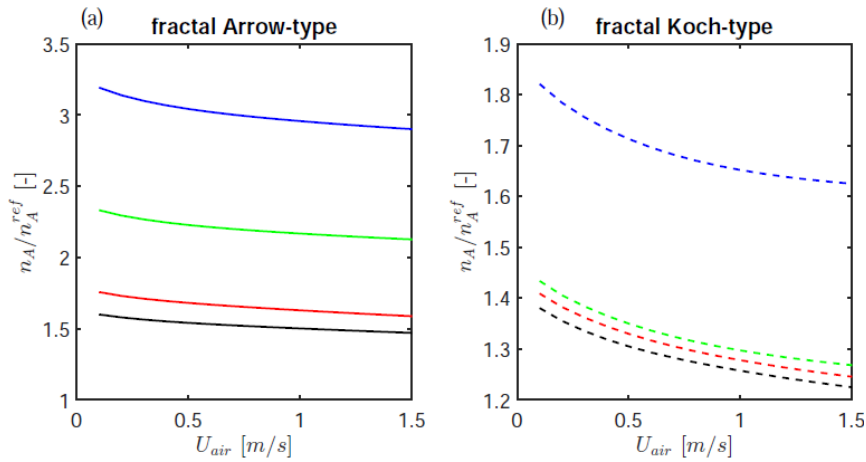 (a)
fractal Arrow-type
3.5
3
2.5
2
1.5
1
n_A/n_A^{ref} [-]
0
0.5
1
1.5
U_{air} [m/s]
(b)
fractal Koch-type
1.9
1.8
1.7
1.6
1.5
1.4
1.3
1.2
n_A/n_A^{ref} [-]
0
0.5
1
1.5
U_{air} [m/s]